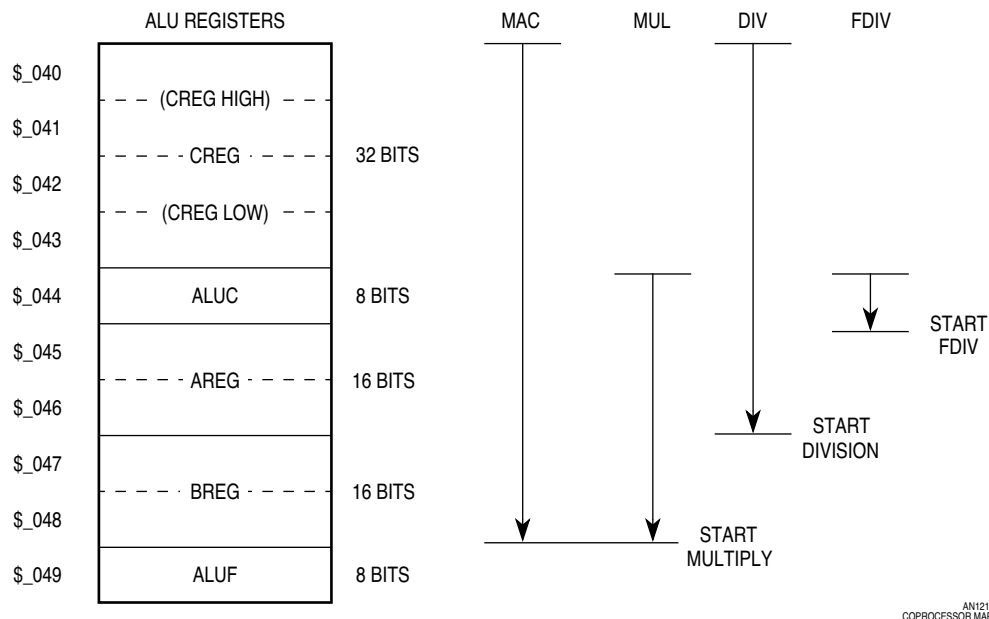 ALU REGISTERS
MAC
MUL
DIV
FDIV
$_040
(CREG HIGH)
$_041
CREG
32 BITS
$_042
(CREG LOW)
$_043
$_044
ALUC
8 BITS
START
FDIV
$_045
AREG
16 BITS
$_046
START
DIVISION
$_047
BREG
16 BITS
$_048
START
MULTIPLY
$_049
ALUF
8 BITS
AN121
COPROCESSOR MAP